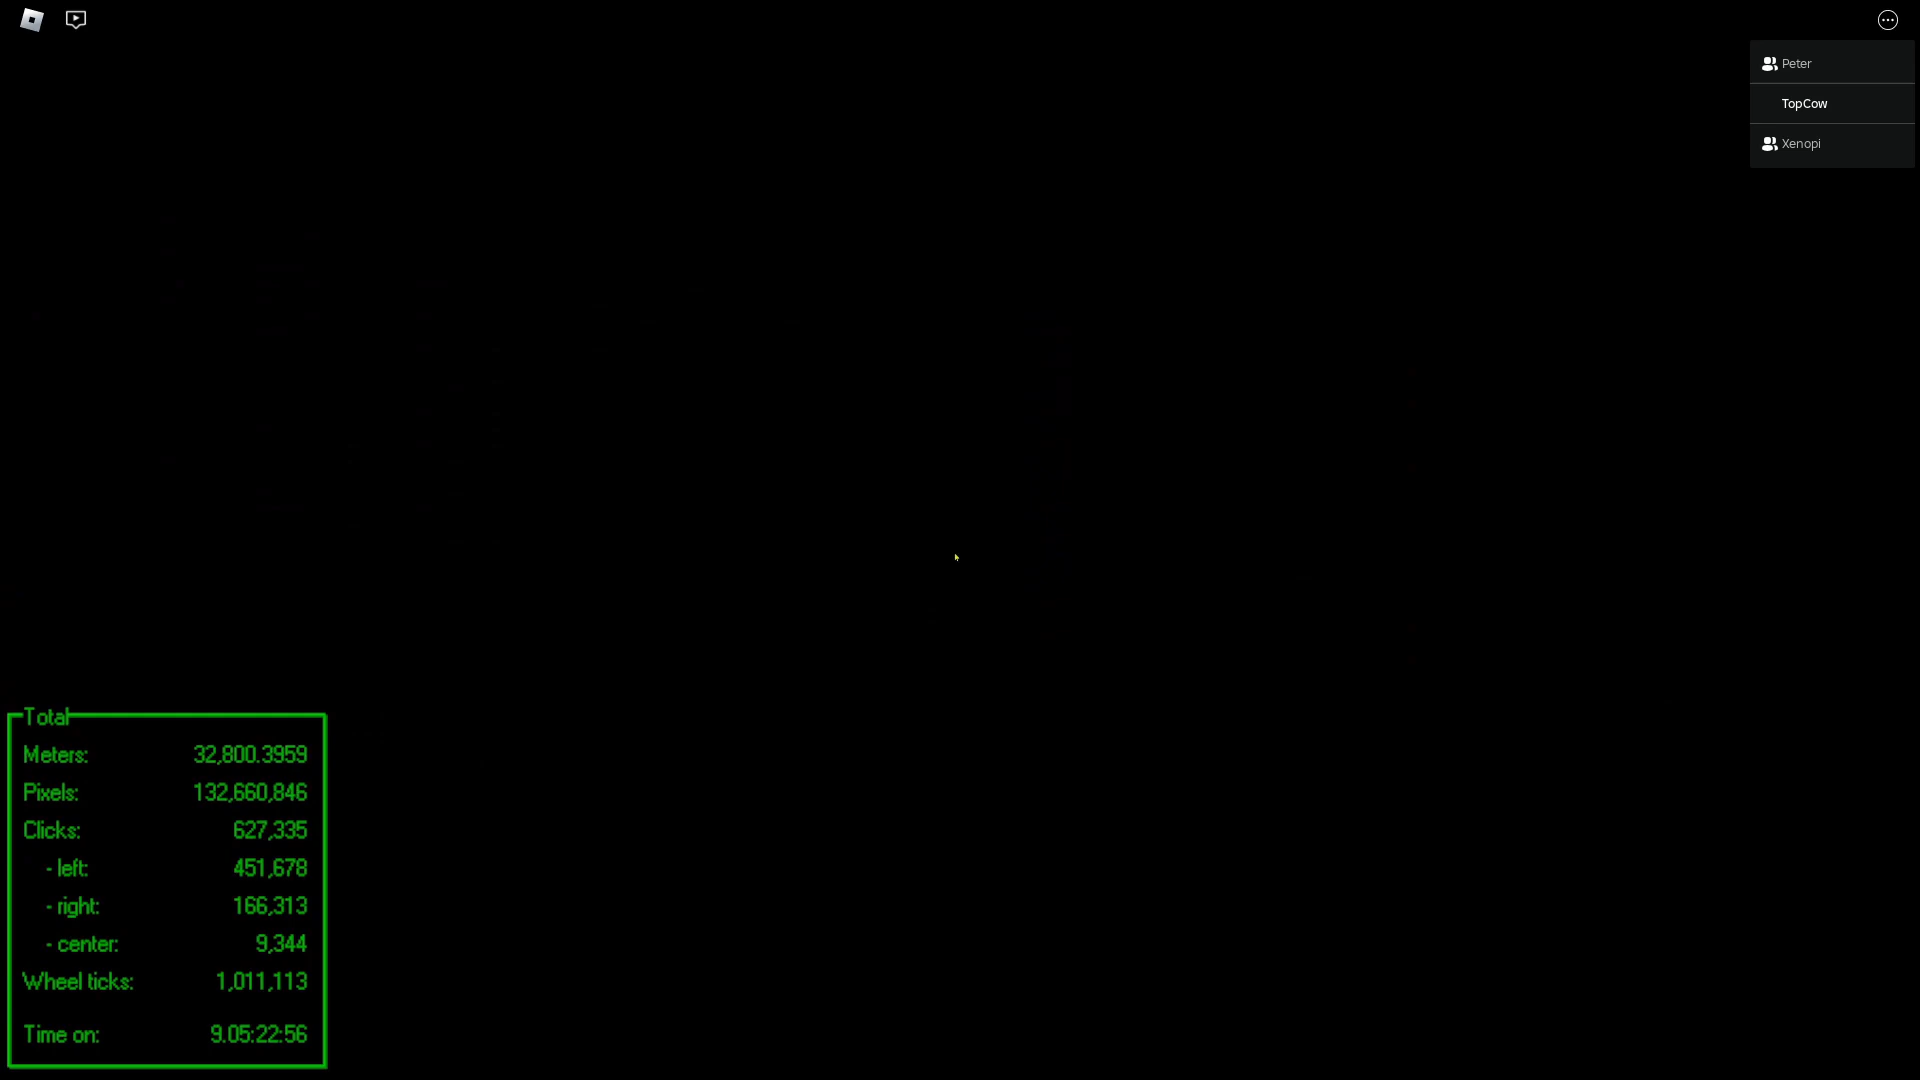 Peter
TopCow
Xenopi
Total
Meters: 32,800.3959
Pixels: 132,660,846
Clicks: 627,335
- left: 451,678
- right: 166,313
- center: 9,344
Wheel ticks: 1,011,113
Time on: 9.05:22:56